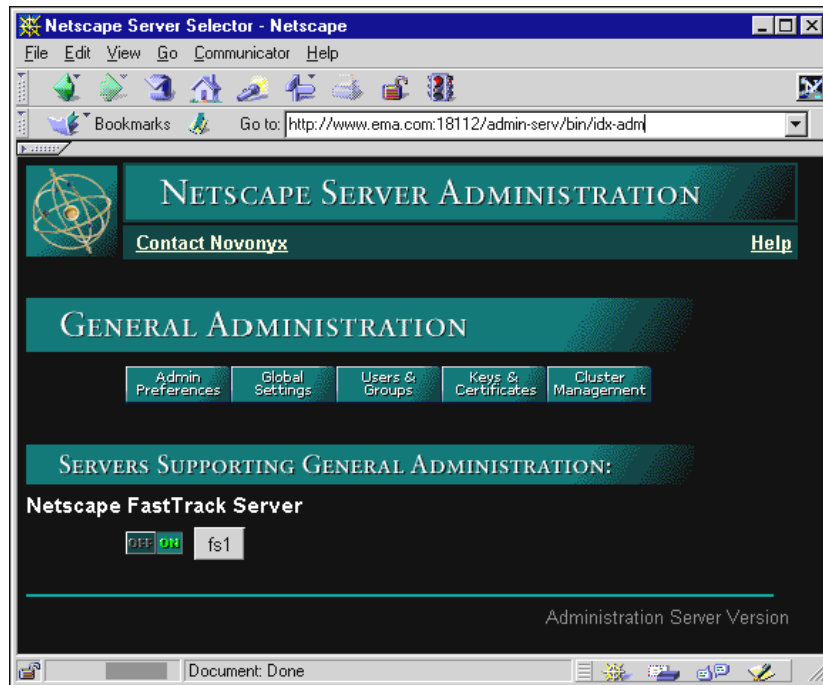 Netscape Server Selector - Netscape
File Edit View Go Communicator Help
Bookmarks Go to: http://www.ema.com:18112/admin-serv/bin/idx-adm
NETSCAPE SERVER ADMINISTRATION
Contact Novonyx Help
GENERAL ADMINISTRATION
Admin Preferences Global Settings Users & Groups Keys & Certificates Cluster Management
SERVERS SUPPORTING GENERAL ADMINISTRATION:
Netscape FastTrack Server
OFF ON fs1
Administration Server Version
Document: Done